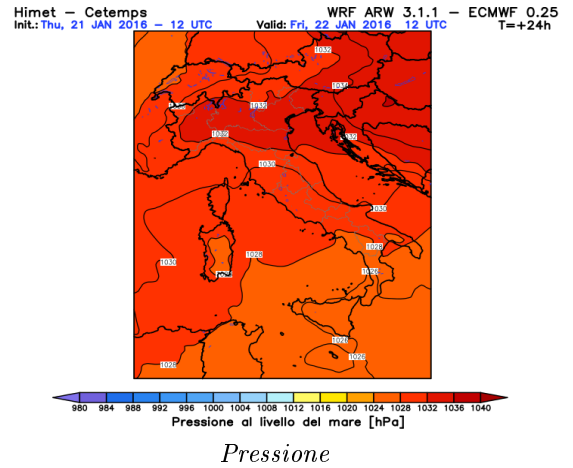 Himet – Cetemps WRF ARW 3.1.1 – ECMWF 0.25
Init.: Thu, 21 JAN 2016 – 12 UTC Valid: Fri, 22 JAN 2016 12 UTC T=+24h
1032
1034
1032
1032
1032
1030
1030
1028
1028
1030
1026
1026
1026
1028
980 984 988 992 996 1000 1004 1008 1012 1016 1020 1024 1028 1032 1036 1040
Pressione al livello del mare [hPa]
Pressione